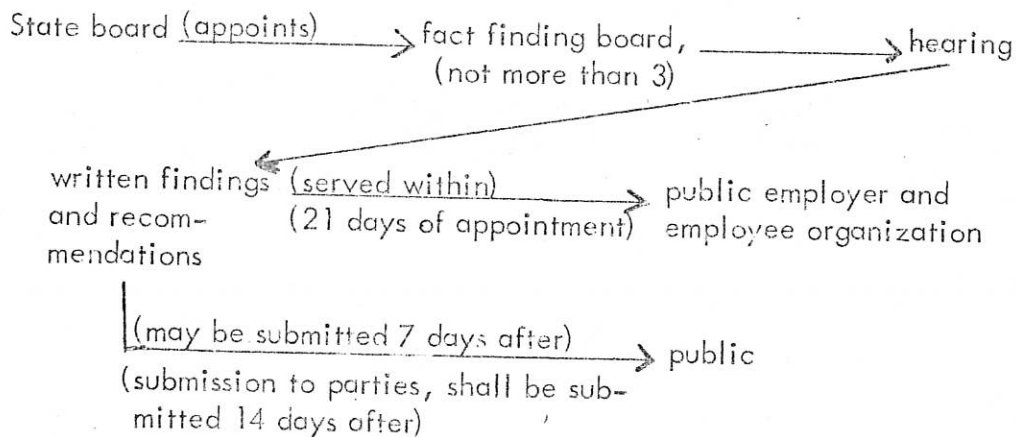 State board (appoints) fact finding board, hearing
(not more than 3)
written findings (served within) public employer and
and recom- (21 days of appointment) employee organization
mendations
(may be submitted 7 days after) public
(submission to parties, shall be sub-
mitted 14 days after)